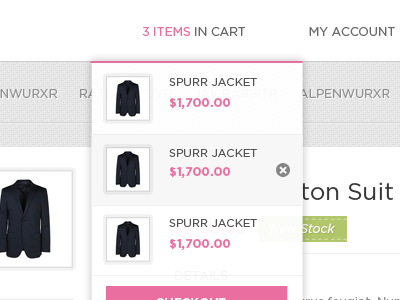 3 ITEMS IN CART
MY ACCOUNT
NWURXR
ALPENWURXR
SPURR JACKET
$1,700.00
SPURR JACKET
$1,700.00
ton Suit
Stock
SPURR JACKET
$1,700.00
DETAILS
CHECKOUT